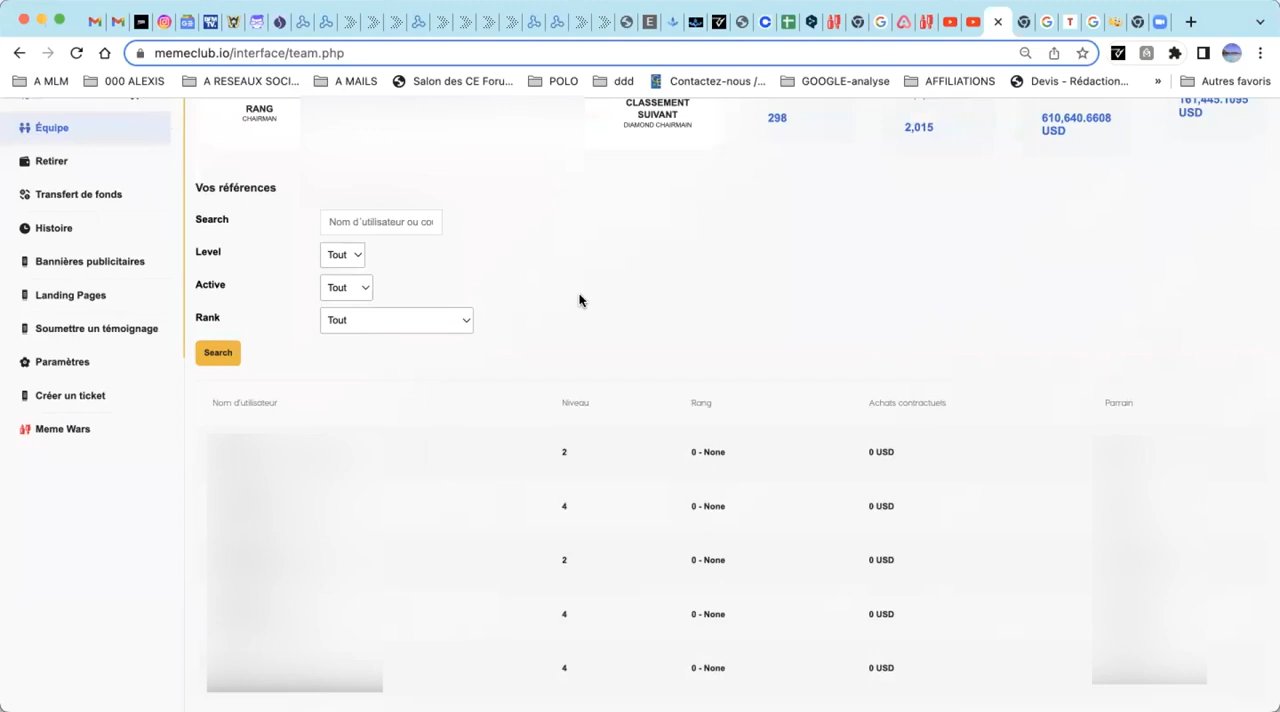 memeclub.io/interface/team.php
A MLM
000 ALEXIS
A RESEAUX SOCI...
A MAILS
Salon des CE Foru...
POLO
ddd
Contactez-nous /...
GOOGLE-analyse
AFFILIATIONS
Devis - Rédaction...
»
Autres favoris
Équipe
Retirer
Transfert de fonds
Histoire
Bannières publicitaires
Landing Pages
Soumettre un témoignage
Paramètres
Créer un ticket
Meme Wars
RANG
CHAIRMAN
CLASSEMENT
SUIVANT
DIAMOND CHAIRMAIN
298
2,015
610,640.6608
USD
161,445.1095
USD
Vos références
Search
Nom d´utilisateur ou co
Level
Tout
Active
Tout
Rank
Tout
Search
Nom d'utilisateur Niveau Rang Achats contractuels Parrain
2 0 - None 0 USD
4 0 - None 0 USD
2 0 - None 0 USD
4 0 - None 0 USD
4 0 - None 0 USD